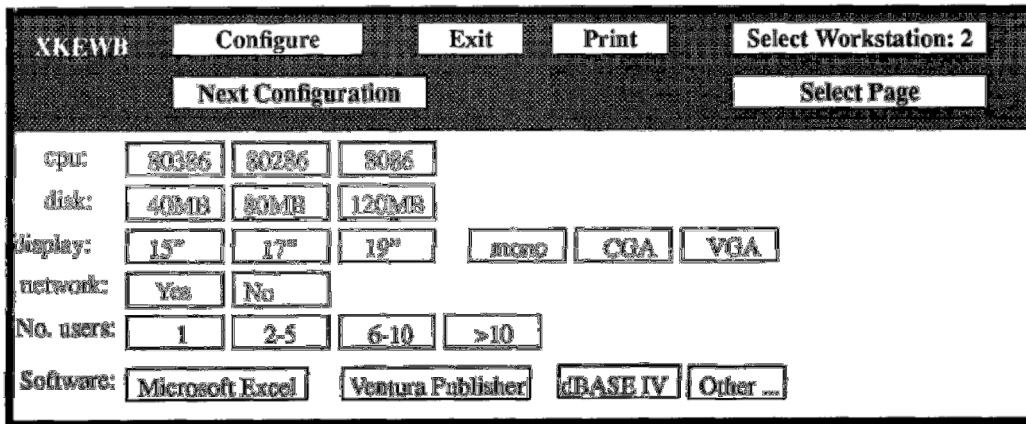 XKEWB Configure Exit Print Select Workstation: 2
Next Configuration Select Page
cpu: 80386 80286 8086
disk: 40MB 80MB 120MB
display: 15" 17" 19" mono CGA VGA
network: Yes No
No. users: 1 2-5 6-10 >10
Software: Microsoft Excel Ventura Publisher dBASE IV Other ...